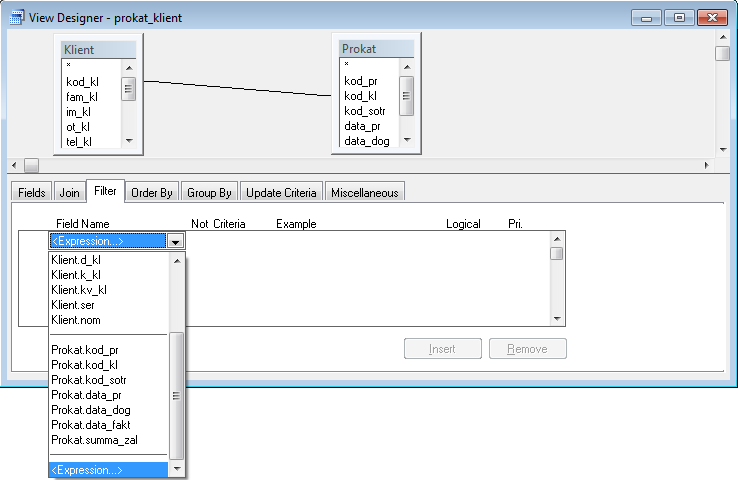 View Designer - prokat_klient
Klient
*
kod_kl
fam_kl
im_kl
ot_kl
tel_kl
Prokat
*
kod_pr
kod_kl
kod_sotr
data_pr
data_dog
Fields Join Filter Order By Group By Update Criteria Miscellaneous
Field Name Not Criteria Example Logical Pri.
<Expression...>
Klient.d_kl
Klient.k_kl
Klient.kv_kl
Klient.ser
Klient.nom
Prokat.kod_pr
Prokat.kod_kl
Prokat.kod_sotr
Prokat.data_pr
Prokat.data_dog
Prokat.data_fakt
Prokat.summa_zal
<Expression...>
Insert Remove